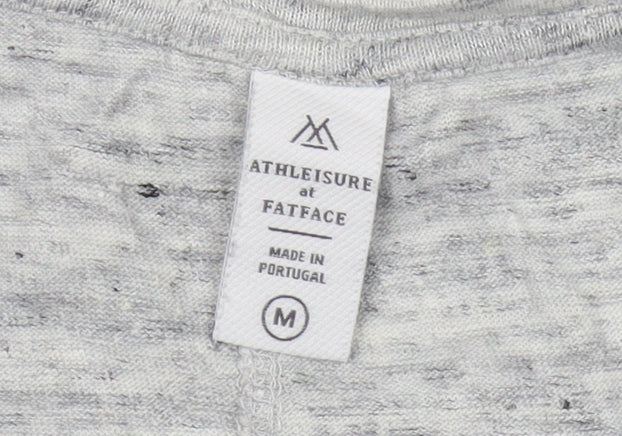 ATHLEISURE
at
FATFACE
MADE IN
PORTUGAL
M